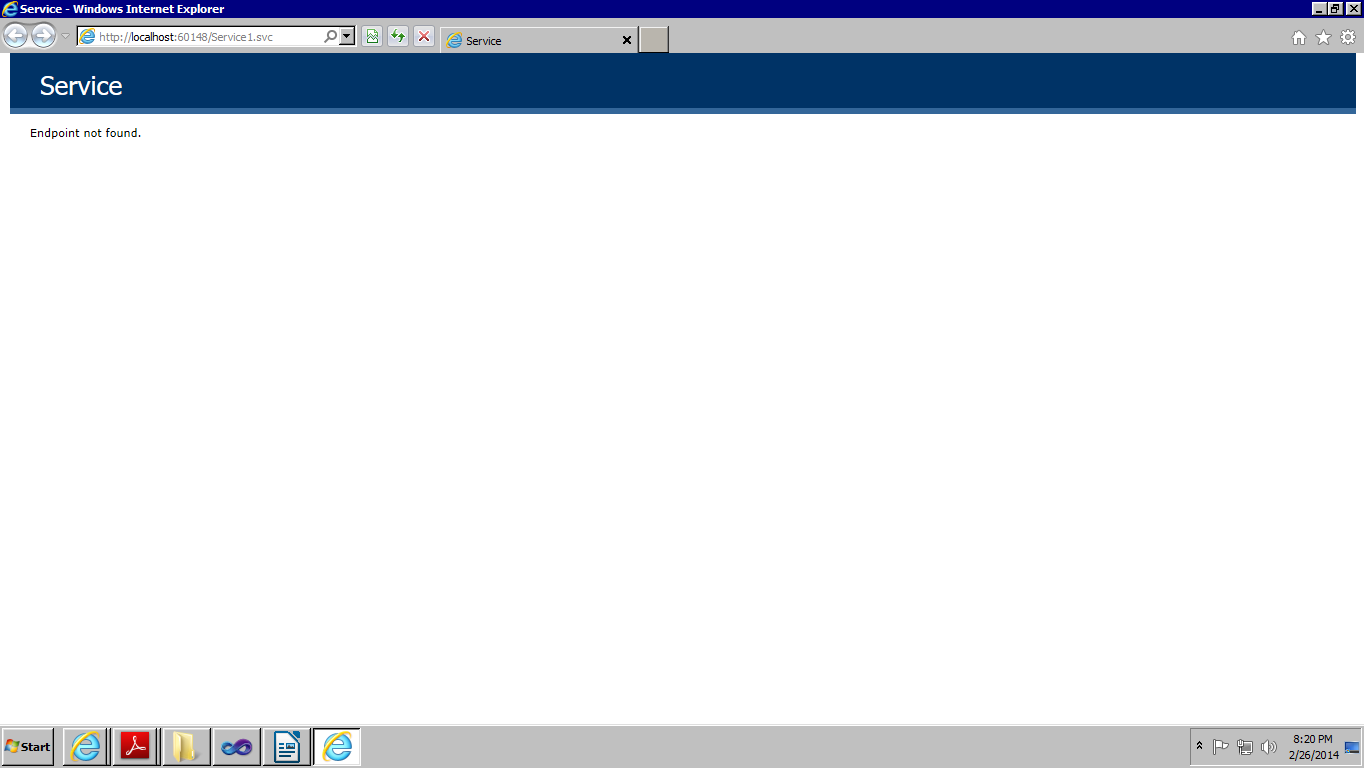 Service - Windows Internet Explorer
http://localhost:60148/Service1.svc
Service
Service
Endpoint not found.
Start
8:20 PM
2/26/2014